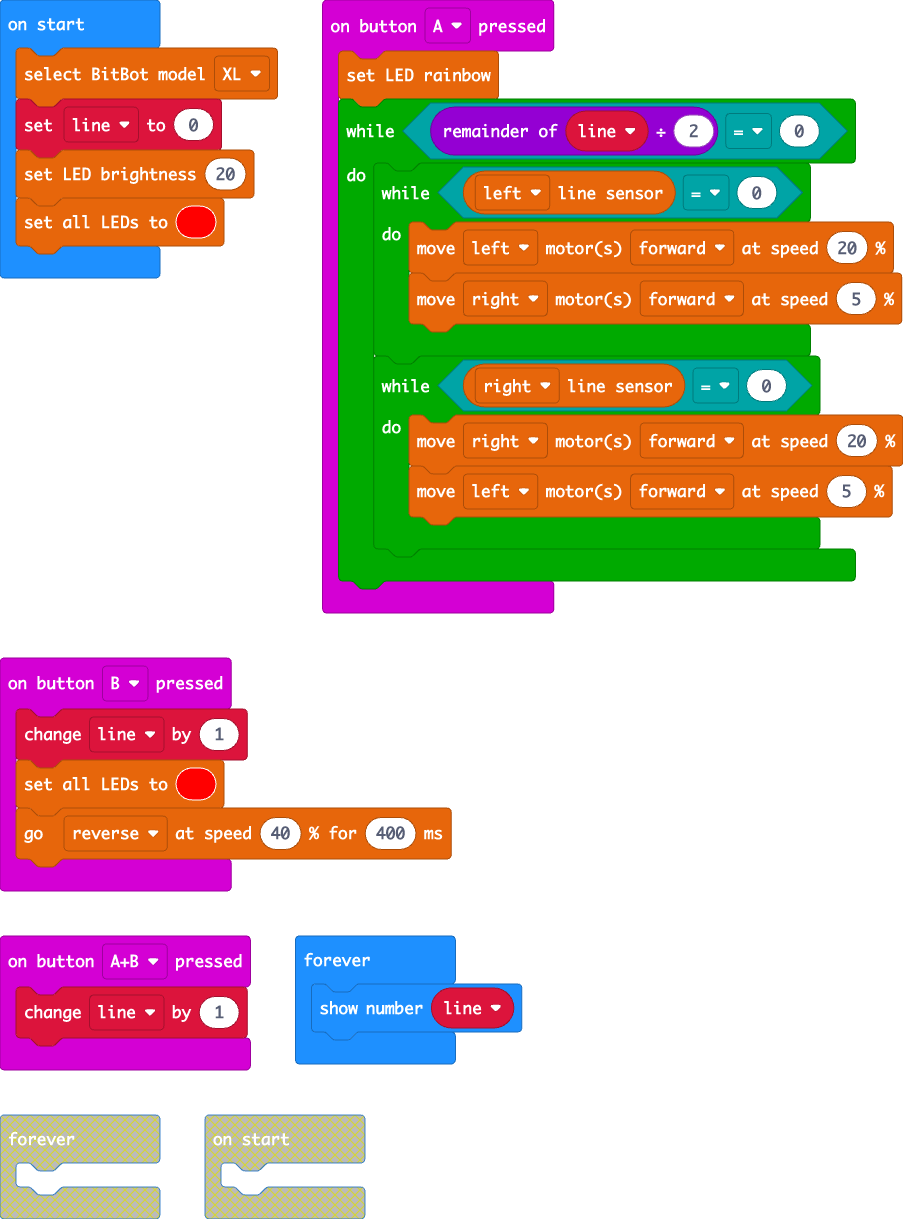 on start
select BitBot model XL
set line to 0
set LED brightness 20
set all LEDs to
on button A pressed
set LED rainbow
while remainder of line ÷ 2 = 0
do
while left line sensor = 0
do
move left motor(s) forward at speed 20 %
move right motor(s) forward at speed 5 %
while right line sensor = 0
do
move right motor(s) forward at speed 20 %
move left motor(s) forward at speed 5 %
on button B pressed
change line by 1
set all LEDs to
go reverse at speed 40 % for 400 ms
on button A+B pressed
change line by 1
forever
show number line
forever
on start